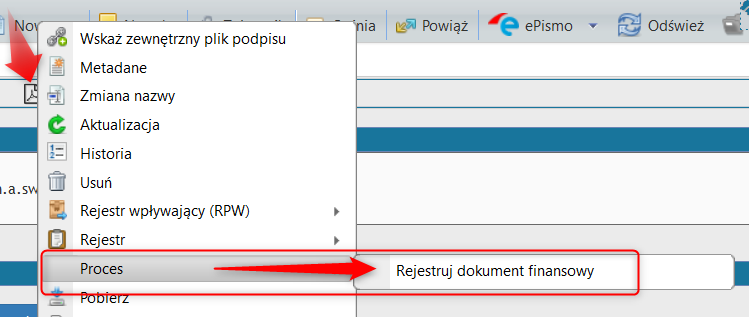 Powiąż
ePismo
Odśwież
Wskaż zewnętrzny plik podpisu
Metadane
Zmiana nazwy
Aktualizacja
Historia
Usuń
Rejestr wpływający (RPW)
Rejestr
Proces
Rejestruj dokument finansowy
Pobierz